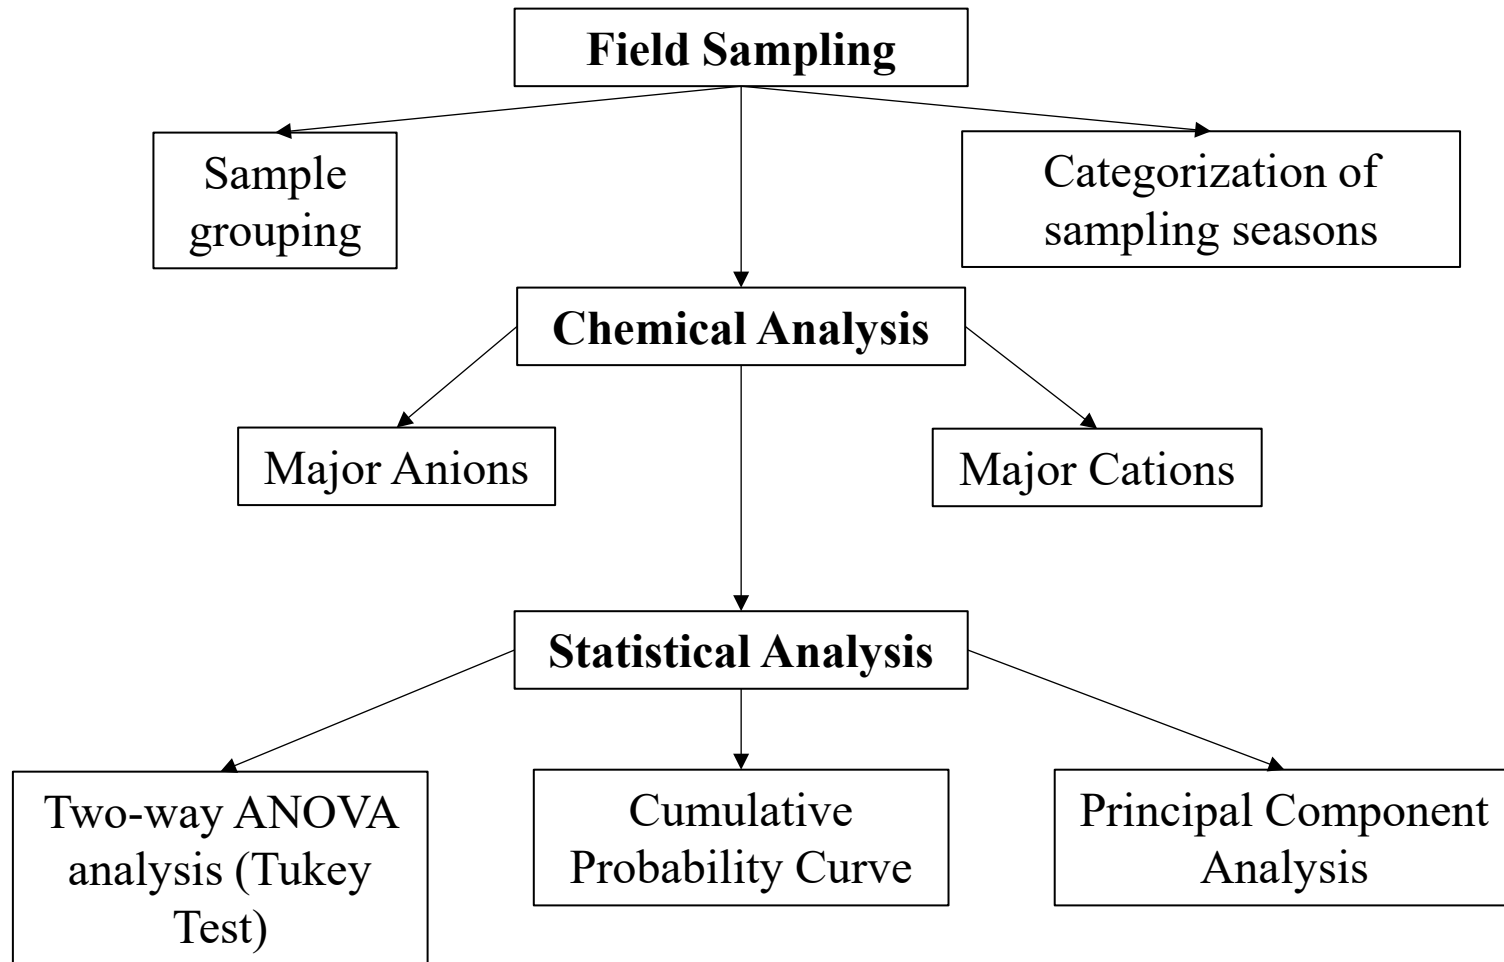 Field Sampling
Sample
grouping
Categorization of
sampling seasons
Chemical Analysis
Major Anions
Major Cations
Statistical Analysis
Two-way ANOVA
analysis (Tukey
Test)
Cumulative
Probability Curve
Principal Component
Analysis